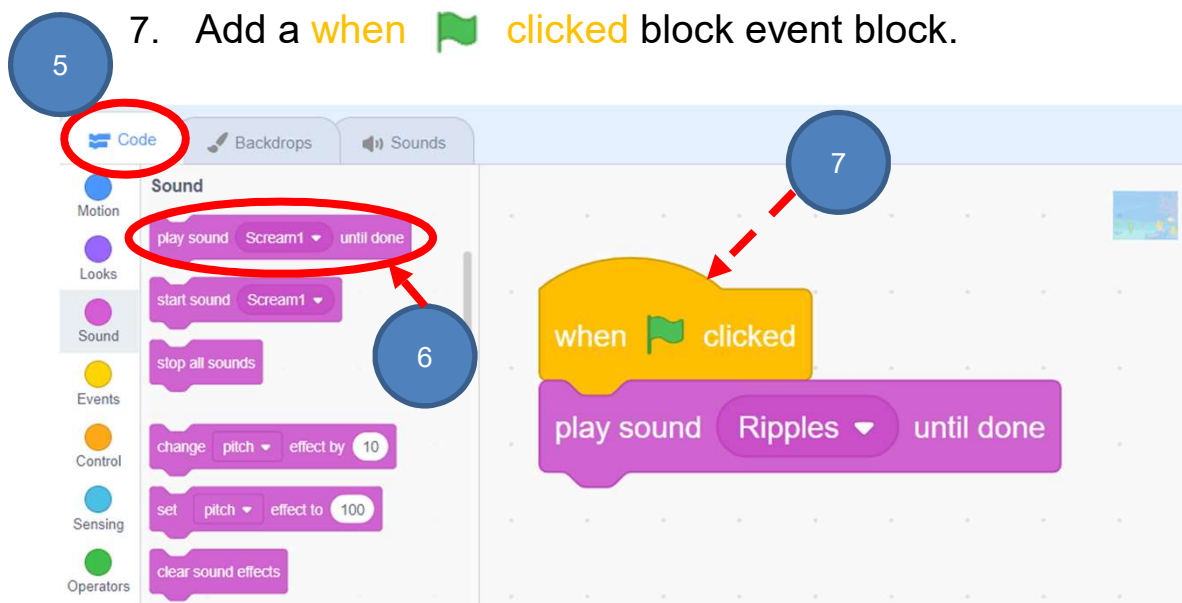 7. Add a when clicked block event block.
5
Code
Backdrops
Sounds
7
Motion
Looks
Sound
Events
Control
Sensing
Operators
Sound
play sound Scream1 until done
start sound Scream1
stop all sounds
6
change pitch effect by 10
set pitch effect to 100
clear sound effects
when clicked
play sound Ripples until done